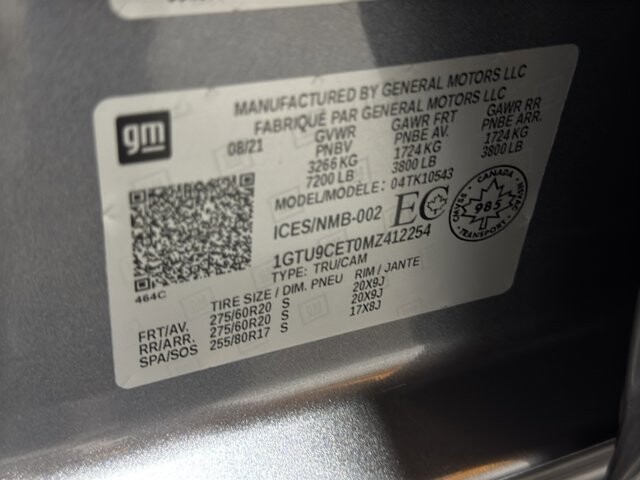 MANUFACTURED BY GENERAL MOTORS LLC
FABRIQUÉ PAR GENERAL MOTORS LLC
gm
08/21
GVWR GAWR FRT GAWR RR
PNBV PNBE AV. PNBE ARR.
3266 KG 1724 KG 1724 KG
7200 LB 3800 LB 3800 LB
MODEL/MODÈLE: 04TK10543
ICES/NMB-002 EC
CANADA
985
TRANS
1GTU9CET0MZ412254
TYPE: TRU/CAM
464C
TIRE SIZE / DIM. PNEU RIM / JANTE
FRT/AV. 275/60R20 S 20X9J
RR/ARR. 275/60R20 S 20X9J
SPA/SOS 255/80R17 S 17X8J